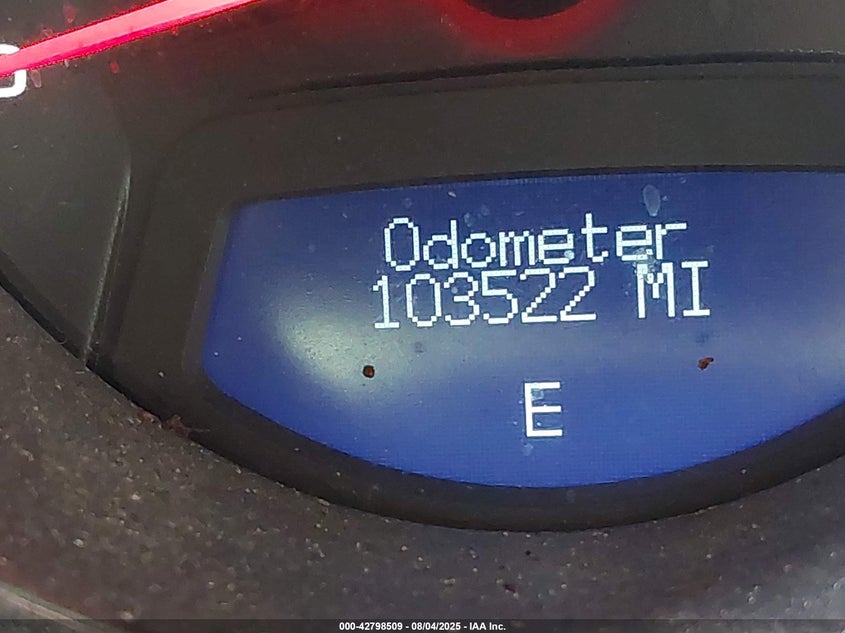 Odometer
103522 MI
E
000-42798509 - 08/04/2025 - IAA Inc.